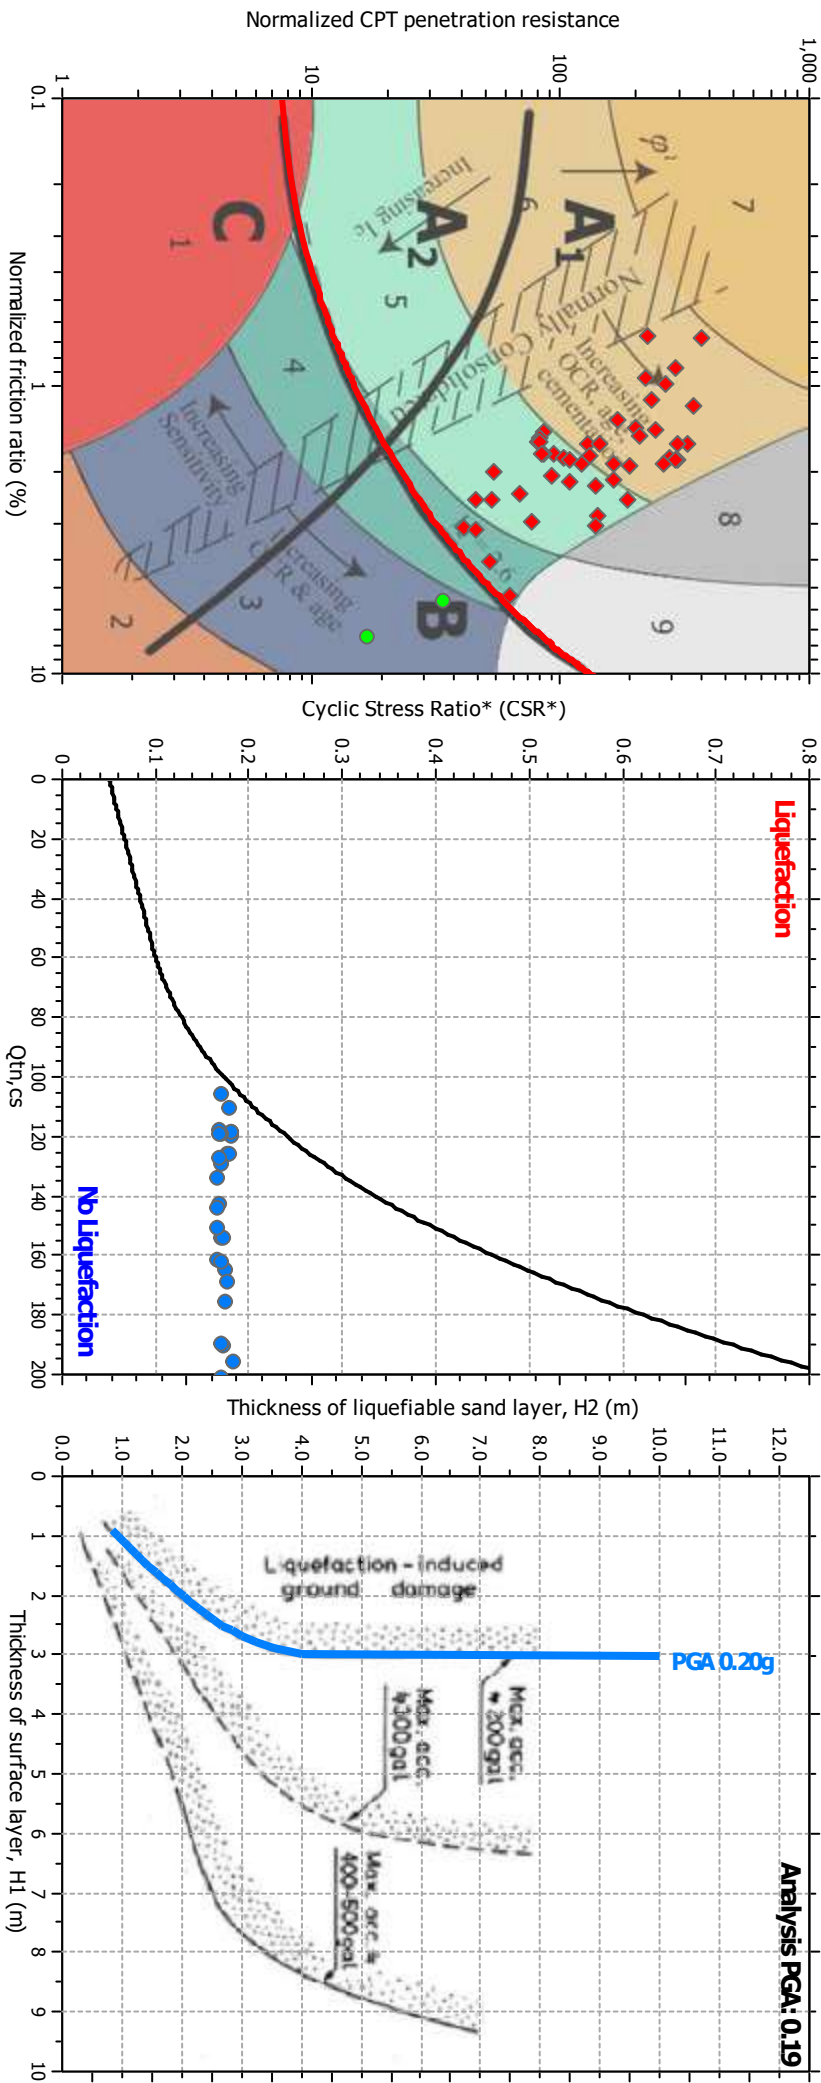 Normalized CPT penetration resistance
1,000
100
10
1
0.1
1
10
Normalized friction ratio (%)
7
φ'
A1
6
A2
5
Increasing Ic
C
1
Normally Consolidated
Increasing
OCR, age,
cementation
4
8
9
B
Increasing
Sensitivity
Increasing
OCR & age
3
2
Cyclic Stress Ratio* (CSR*)
0.8
0.7
0.6
0.5
0.4
0.3
0.2
0.1
0
0
20
40
60
80
100
120
140
160
180
200
Qtn,cs
Liquefaction
No Liquefaction
Thickness of liquefiable sand layer, H2 (m)
12.0
11.0
10.0
9.0
8.0
7.0
6.0
5.0
4.0
3.0
2.0
1.0
0.0
0
1
2
3
4
5
6
7
8
9
10
Thickness of surface layer, H1 (m)
Analysis PGA: 0.19
PGA 0.20g
Liquefaction-induced
ground damage
Max. acc.
200gal
Max. acc.
300gal
Max. acc.
400-500gal